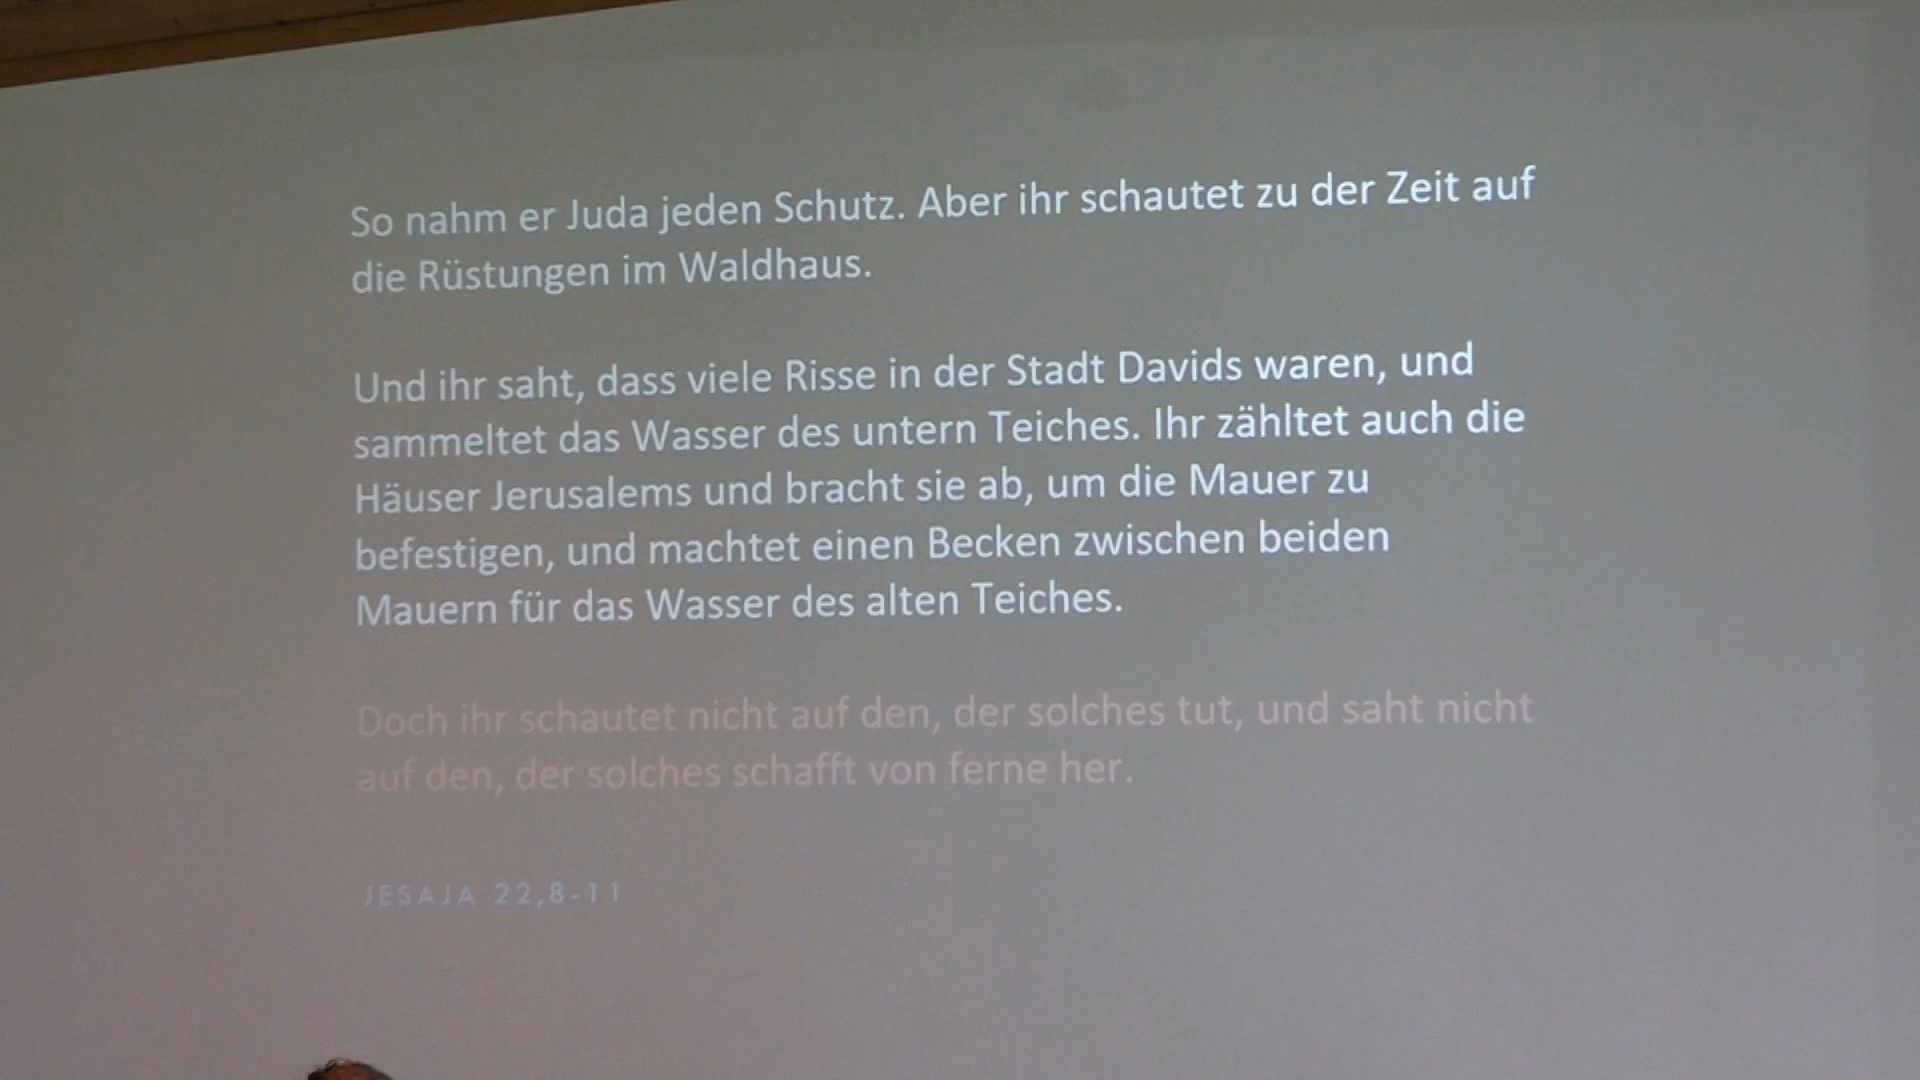 So nahm er Juda jeden Schutz. Aber ihr schautet zu der Zeit auf
die Rüstungen im Waldhaus.
Und ihr saht, dass viele Risse in der Stadt Davids waren, und
sammeltet das Wasser des untern Teiches. Ihr zähltet auch die
Häuser Jerusalems und bracht sie ab, um die Mauer zu
befestigen, und machtet einen Becken zwischen beiden
Mauern für das Wasser des alten Teiches.
Doch ihr schautet nicht auf den, der solches tut, und saht nicht
auf den, der solches schafft von ferne her.
JESAJA 22,8-11